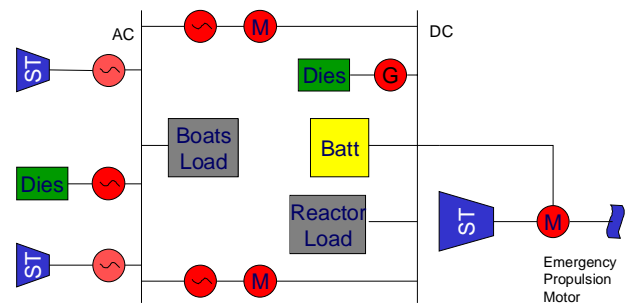 AC
M
DC
ST
Dies
G
Boats
Load
Batt
Dies
Reactor
Load
ST
M
ST
M
Emergency
Propulsion
Motor